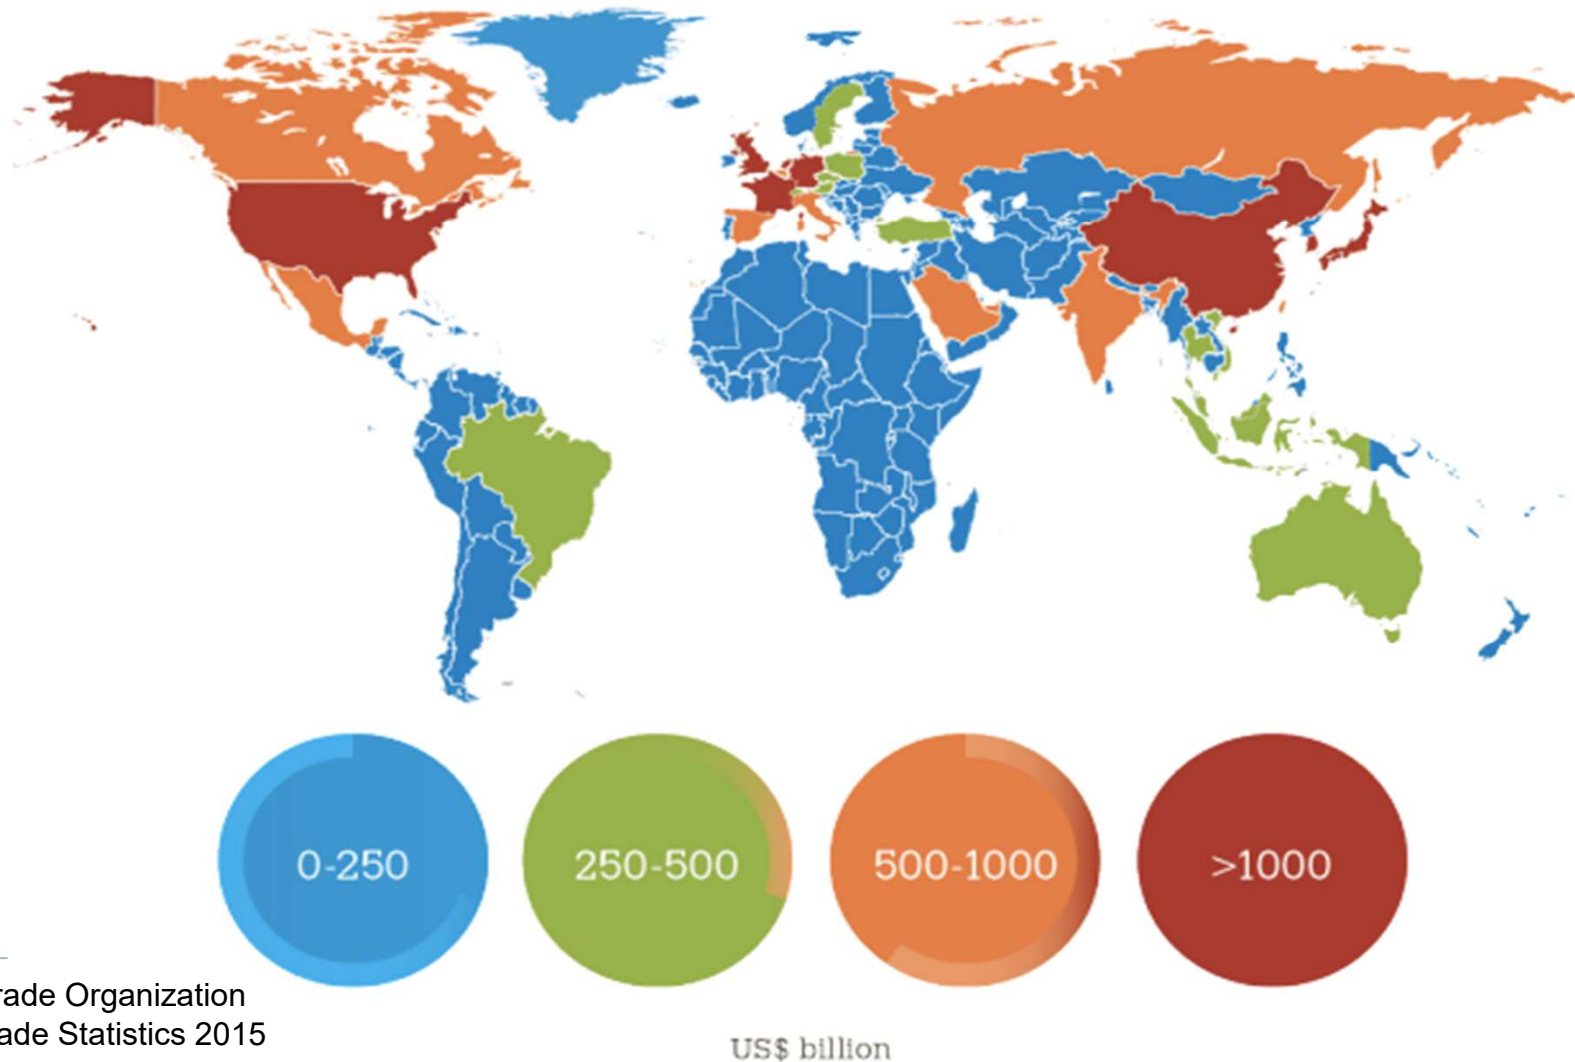 0-250
250-500
500-1000
>1000
rade Organization
ade Statistics 2015
US$ billion